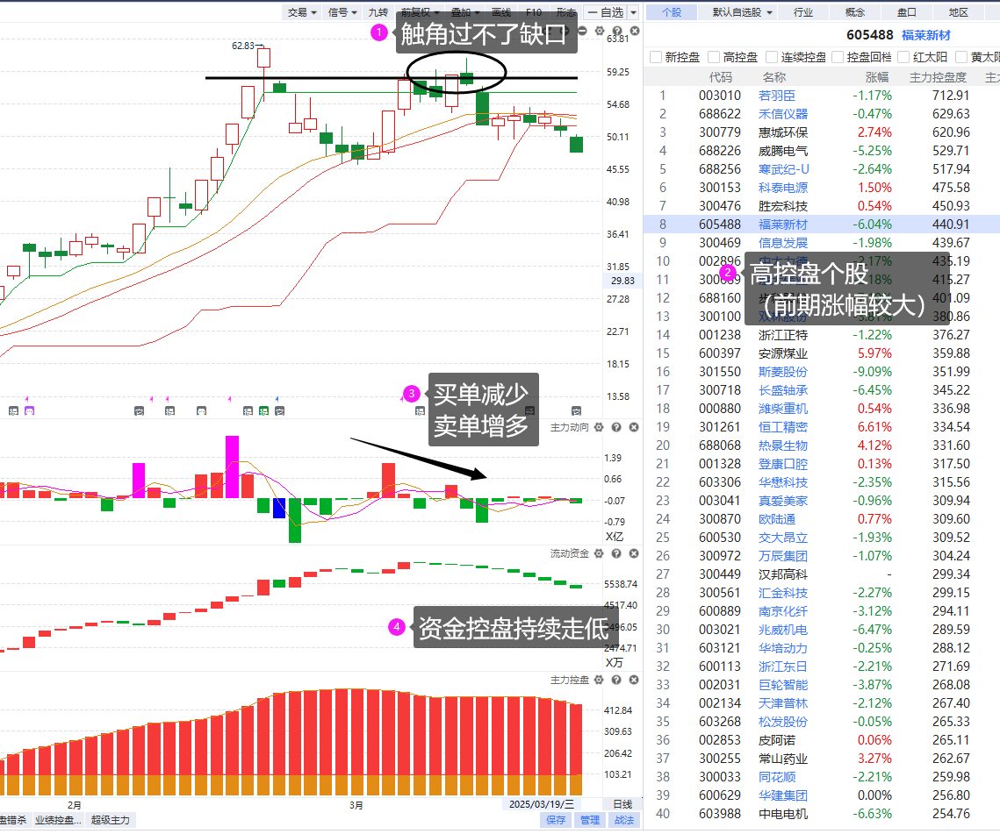 交易 信号 九转 前复权 叠加 画线 F10 形态 一自选
个股 默认自选股 行业 概念 盘口 地区
1 触角过不了缺口
605488 福莱新材
新控盘 高控盘 连续控盘 控盘回档 红太阳 黄太阳
代码 名称 涨幅 主力控盘度
62.83
63.81
59.25
54.68
50.11
45.55
40.98
36.41
31.85
29.83
27.28
22.71
18.15
13.58
1 003010 若羽臣 -1.17% 712.91
2 688622 禾信仪器 -0.47% 629.63
3 300779 惠城环保 2.74% 620.96
4 688226 威腾电气 -5.25% 529.71
5 688256 寒武纪-U -2.64% 517.94
6 300153 科泰电源 1.50% 475.58
7 300476 胜宏科技 0.54% 450.93
8 605488 福莱新材 -6.04% 440.91
9 300469 信息发展 -1.98% 439.67
10 002896 435.19
11 415.27
12 688160 401.09
13 300100 双林股份 380.86
2 高控盘个股
（前期涨幅较大）
14 001238 浙江正特 -1.22% 376.27
15 600397 安源煤业 5.97% 359.88
16 301550 斯菱股份 -9.09% 351.99
17 300718 长盛轴承 -6.45% 345.22
18 000880 潍柴重机 0.54% 336.98
19 301261 恒工精密 6.61% 334.54
20 688068 热景生物 4.12% 331.60
21 001328 登康口腔 0.13% 317.50
22 603306 华懋科技 -2.35% 315.56
23 003041 真爱美家 -0.96% 309.94
24 300870 欧陆通 0.77% 309.60
25 600530 交大昂立 -1.93% 309.52
26 300972 万辰集团 -1.07% 304.24
27 300449 汉邦高科 - 299.34
28 300561 汇金科技 -2.27% 299.15
29 600889 南京化纤 -3.12% 294.11
30 003021 兆威机电 -6.47% 289.59
31 603121 华培动力 -0.25% 288.12
32 600113 浙江东日 -2.21% 271.69
33 002031 巨轮智能 -3.87% 268.08
34 002134 天津普林 -2.12% 267.40
35 603268 松发股份 -0.05% 265.33
36 002853 皮阿诺 0.06% 265.11
37 300255 常山药业 3.27% 262.67
38 300033 同花顺 -2.21% 259.98
39 600629 华建集团 0.00% 256.80
40 603988 中电电机 -6.63% 254.76
3 买单减少
卖单增多
主力动向
1.39
0.66
-0.07
-0.79
X亿
流动资金
5538.74
4517.40
3496.05
2474.71
X万
4 资金控盘持续走低
主力控盘
412.84
309.63
206.42
103.21
2月 3月 2025/03/19/三 日线
盘错杀 业绩控盘... 超级主力 保存 管理 战法